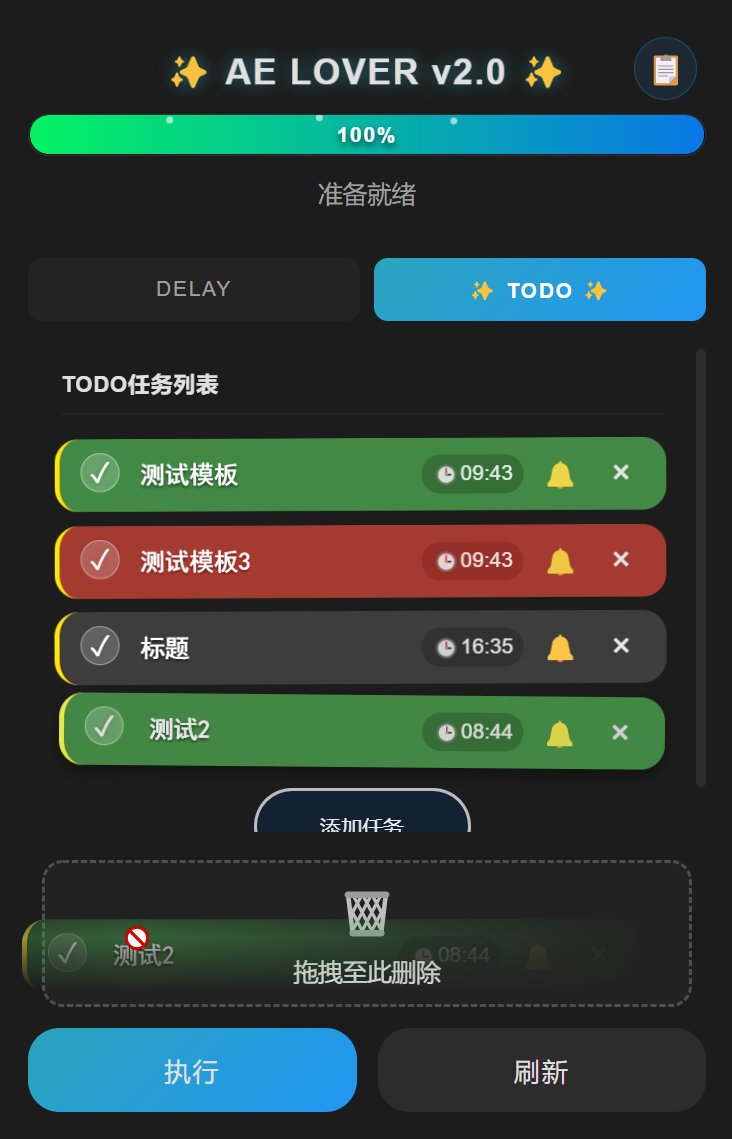 ✨ AE LOVER v2.0 ✨
100%
准备就绪
DELAY
✨ TODO ✨
TODO任务列表
测试模板 09:43
测试模板3 09:43
标题 16:35
测试2 08:44
添加任务
测试2 08:44
拖拽至此删除
执行
刷新